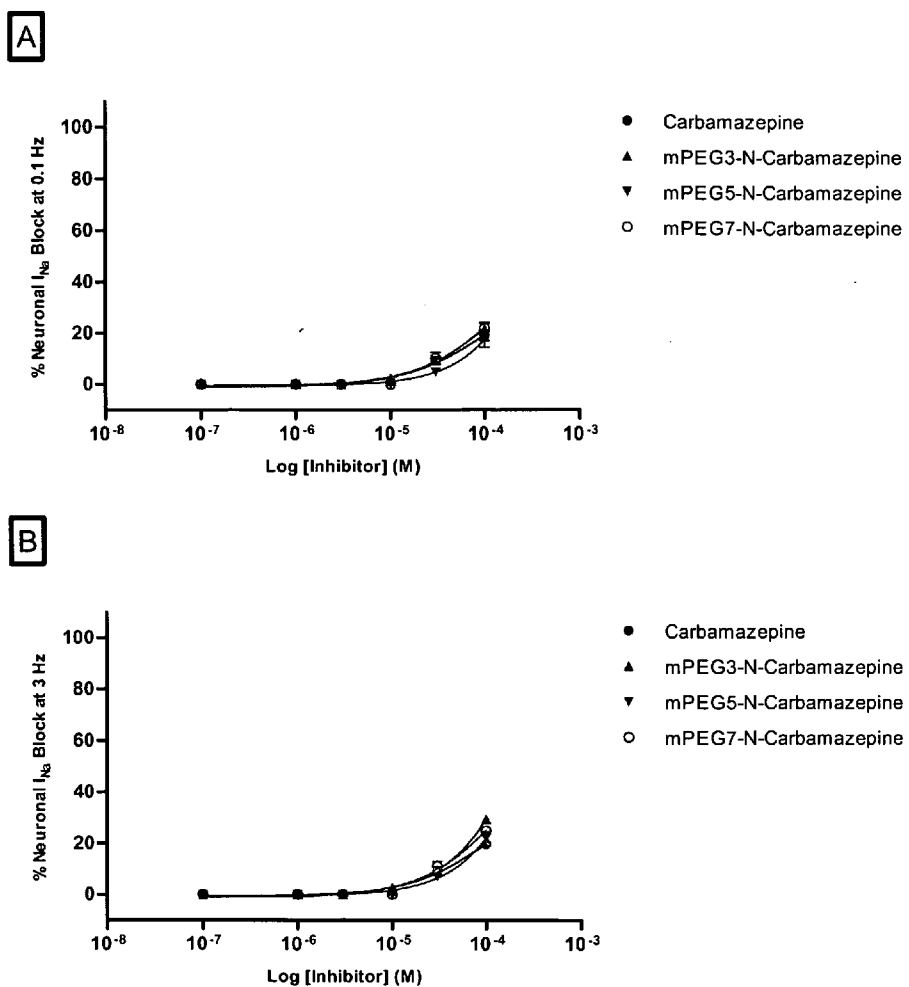 A
% Neuronal I_Na Block at 0.1 Hz
100
80
60
40
20
0
10^-8
10^-7
10^-6
10^-5
10^-4
10^-3
Log [Inhibitor] (M)
Carbamazepine
mPEG3-N-Carbamazepine
mPEG5-N-Carbamazepine
mPEG7-N-Carbamazepine
B
% Neuronal I_Na Block at 3 Hz
100
80
60
40
20
0
10^-8
10^-7
10^-6
10^-5
10^-4
10^-3
Log [Inhibitor] (M)
Carbamazepine
mPEG3-N-Carbamazepine
mPEG5-N-Carbamazepine
mPEG7-N-Carbamazepine